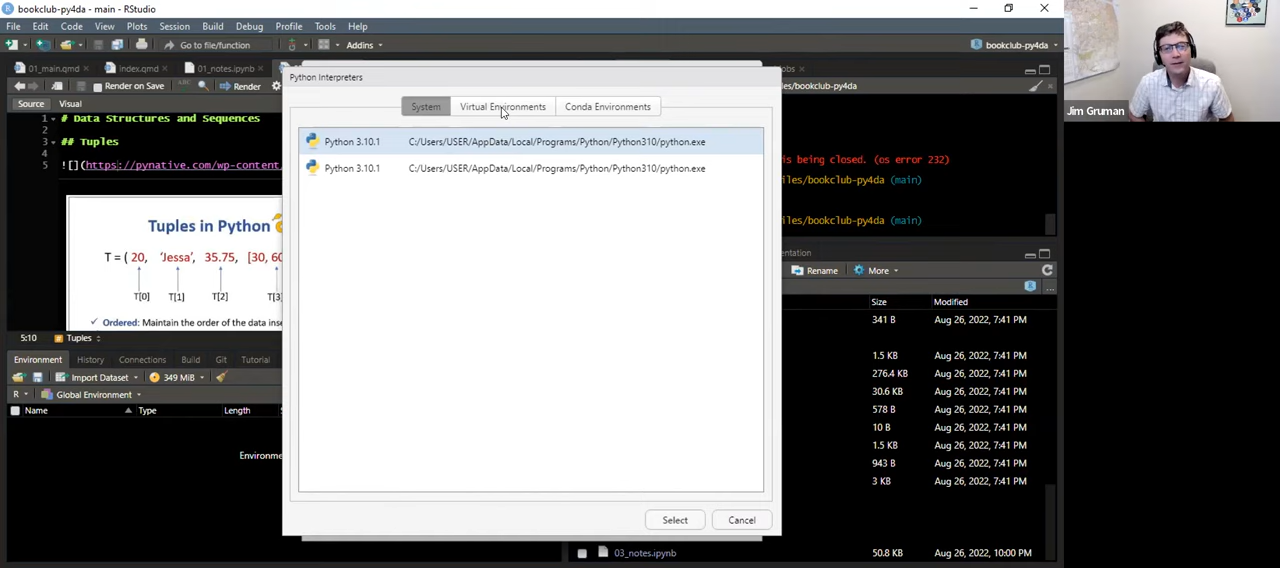 bookclub-py4da - main - RStudio
File Edit Code View Plots Session Build Debug Profile Tools Help
Go to file/function Addins bookclub-py4da
01_main.qmd index.qmd 01_notes.ipynb
Render on Save Render
Source Visual
1 # Data Structures and Sequences
2
3 ## Tuples
4
5 ![](https://pynative.com/wp-content
Tuples in Python
T = ( 20, 'Jessa', 35.75, [30, 60
T[0] T[1] T[2] T[3]
✓ Ordered: Maintain the order of the data inse
5:10 Tuples
Environment History Connections Build Git Tutorial
Import Dataset 349 MiB
R Global Environment
Name Type Length
Environme
Python Interpreters
System Virtual Environments Conda Environments
Python 3.10.1 C:/Users/USER/AppData/Local/Programs/Python/Python310/python.exe
Python 3.10.1 C:/Users/USER/AppData/Local/Programs/Python/Python310/python.exe
Select Cancel
obs
/bookclub-py4da
is being closed. (os error 232)
iles/bookclub-py4da (main)
iles/bookclub-py4da (main)
entation
Rename More
Size Modified
341 B Aug 26, 2022, 7:41 PM
1.5 KB Aug 26, 2022, 7:41 PM
276.4 KB Aug 26, 2022, 7:41 PM
30.6 KB Aug 26, 2022, 7:41 PM
578 B Aug 26, 2022, 7:41 PM
10 B Aug 26, 2022, 7:41 PM
1.5 KB Aug 26, 2022, 7:41 PM
943 B Aug 26, 2022, 7:41 PM
3 KB Aug 26, 2022, 7:41 PM
03_notes.ipynb 50.8 KB Aug 26, 2022, 10:00 PM
Jim Gruman